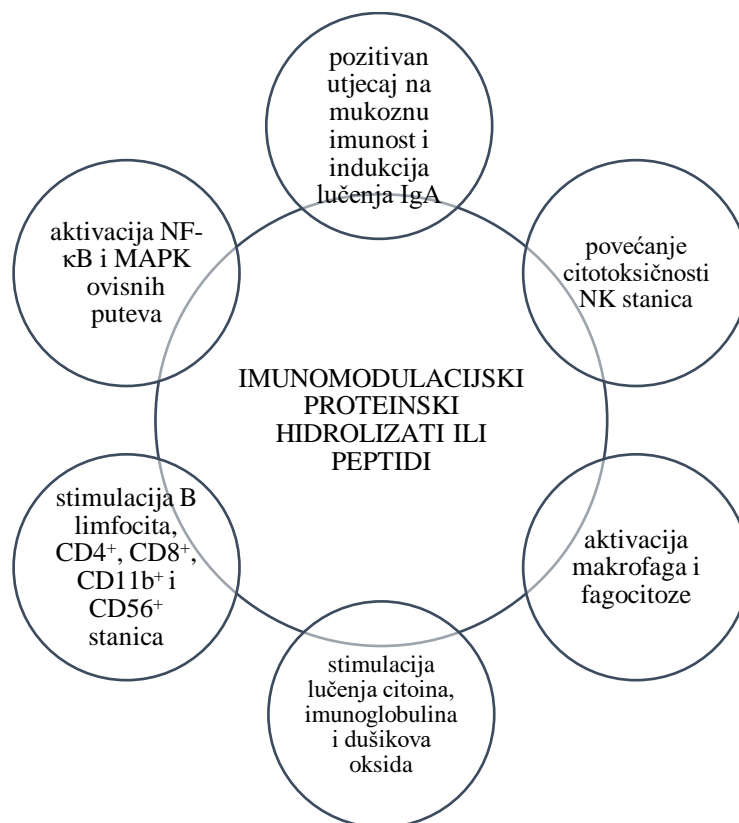 pozitivan
utjecaj na
mukoznu
imunost i
indukcija
lučenja IgA
povećanje
citotoksičnosti
NK stanica
aktivacija
makrofaga i
fagocitoze
stimulacija
lučenja citoina,
imunoglobulina
i dušikova
oksida
stimulacija B
limfocita,
CD4⁺, CD8⁺,
CD11b⁺ i
CD56⁺
stanica
aktivacija NF-
κB i MAPK
ovisnih
puteva
IMUNOMODULACIJSKI
PROTEINSKI
HIDROLIZATI ILI
PEPTIDI